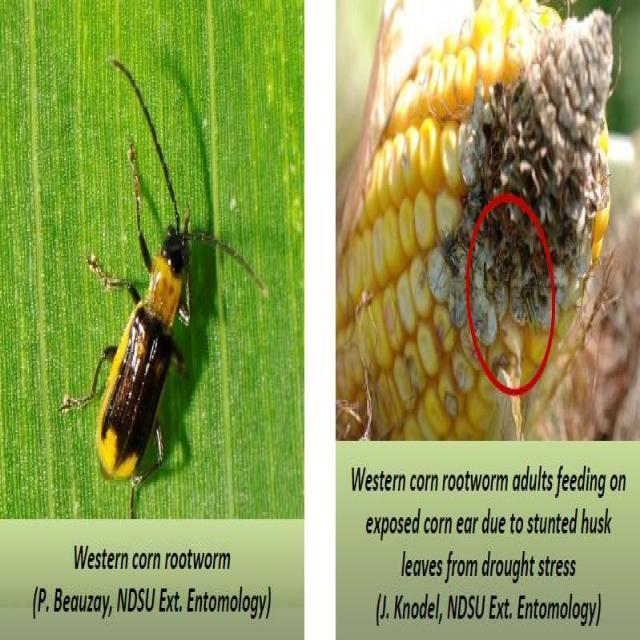 Western corn rootworm
(P. Beauzay, NDSU Ext. Entomology)
Western corn rootworm adults feeding on
exposed corn ear due to stunted husk
leaves from drought stress
(J. Knodel, NDSU Ext. Entomology)